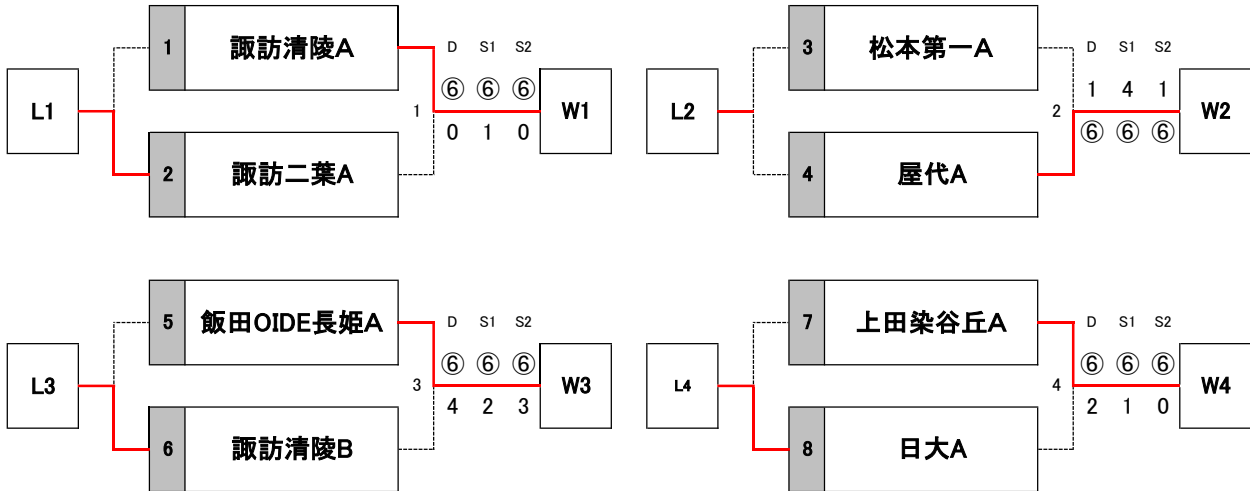 1 諏訪清陵A D S1 S2
L1 1 ⑥ ⑥ ⑥ W1
0 1 0
2 諏訪二葉A
3 松本第一A D S1 S2
L2 2 1 4 1 W2
⑥ ⑥ ⑥
4 屋代A
5 飯田OIDE長姫A D S1 S2
L3 3 ⑥ ⑥ ⑥ W3
4 2 3
6 諏訪清陵B
7 上田染谷丘A D S1 S2
L4 4 ⑥ ⑥ ⑥ W4
2 1 0
8 日大A